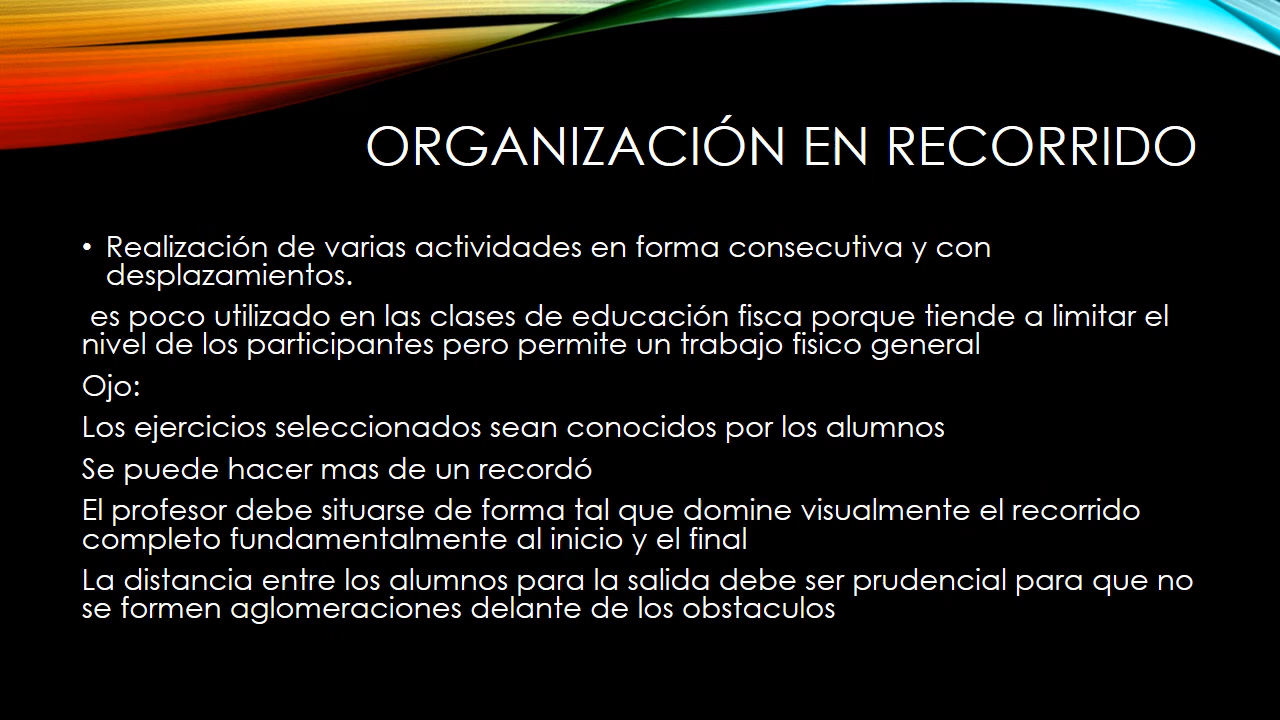 ORGANIZACIÓN EN RECORRIDO
• Realización de varias actividades en forma consecutiva y con
desplazamientos.
es poco utilizado en las clases de educación fisca porque tiende a limitar el
nivel de los participantes pero permite un trabajo fisico general
Ojo:
Los ejercicios seleccionados sean conocidos por los alumnos
Se puede hacer mas de un recordó
El profesor debe situarse de forma tal que domine visualmente el recorrido
completo fundamentalmente al inicio y el final
La distancia entre los alumnos para la salida debe ser prudencial para que no
se formen aglomeraciones delante de los obstaculos